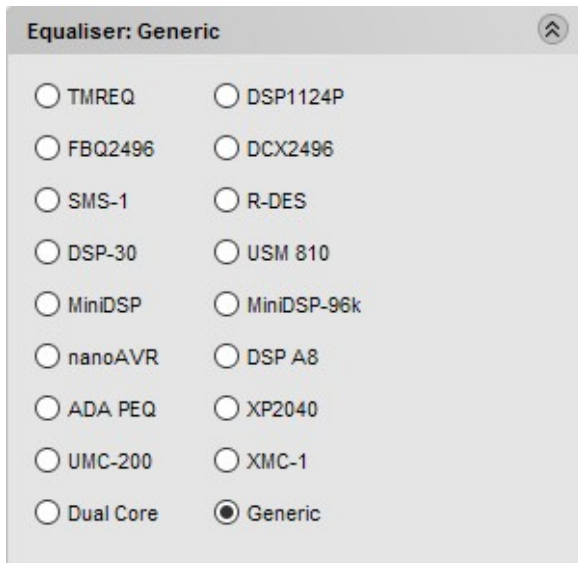 Equaliser: Generic
TMREQ DSP1124P
FBQ2496 DCX2496
SMS-1 R-DES
DSP-30 USM 810
MiniDSP MiniDSP-96k
nanoAVR DSP A8
ADA PEQ XP2040
UMC-200 XMC-1
Dual Core Generic